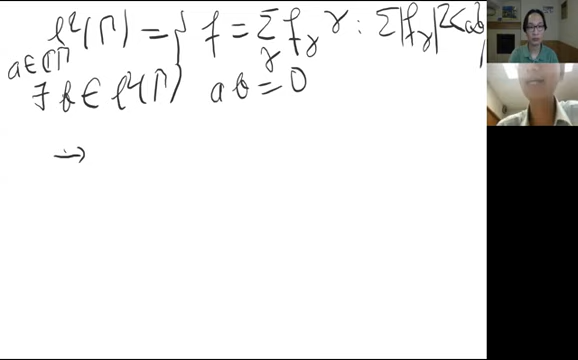 ℓ²(Γ) = { f = Σ_γ f_γ γ : Σ|f_γ|² < ∞}
a ∈ ℂΓ
∃ b ∈ ℓ²(Γ) ab = 0
→